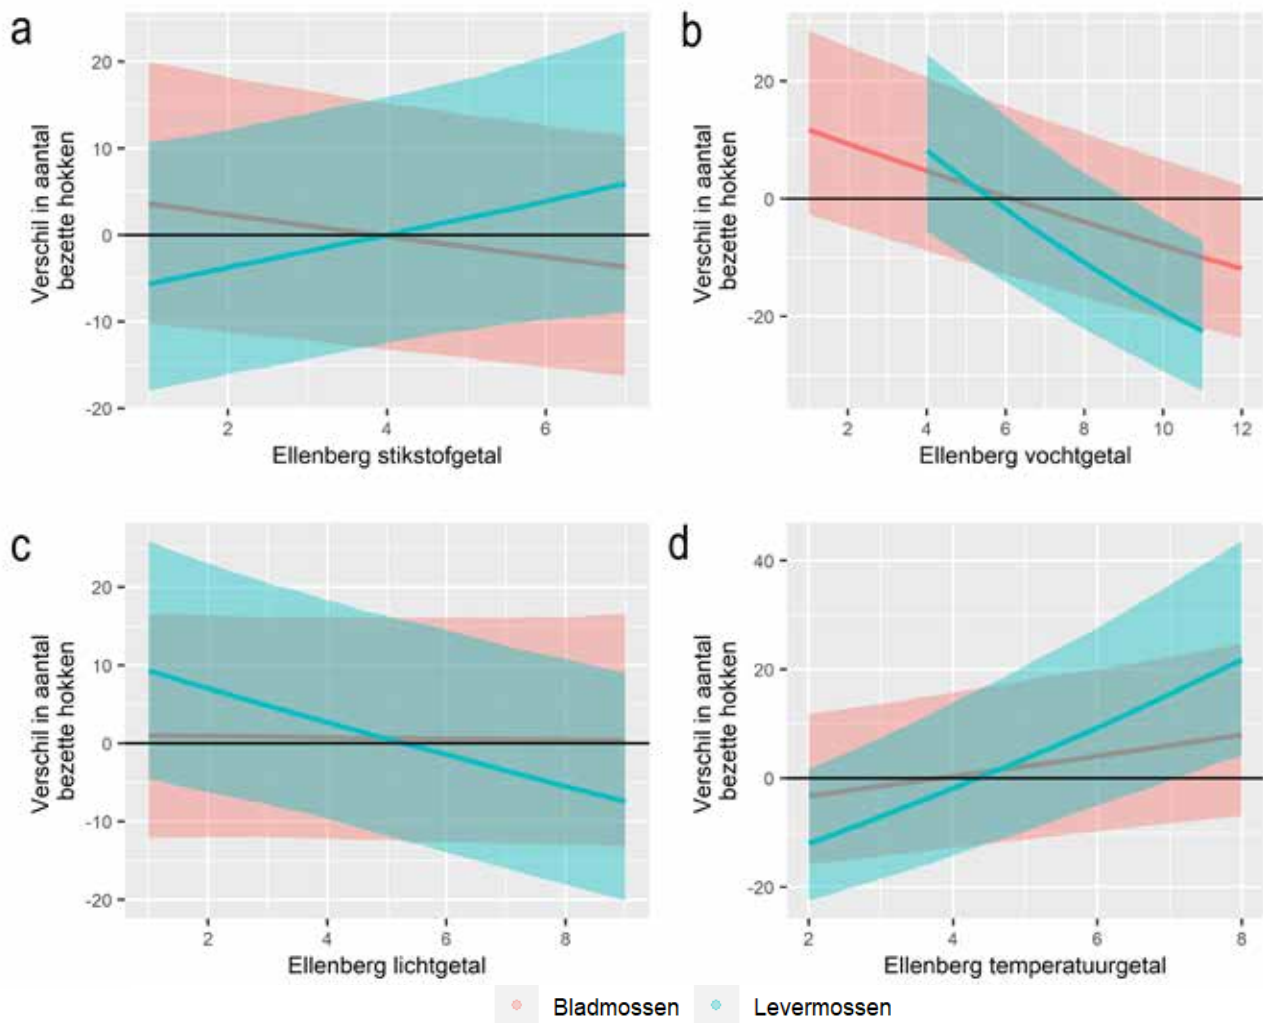 a
Verschil in aantal
bezette hokken
20
10
0
-10
-20
2
4
6
Ellenberg stikstofgetal
b
Verschil in aantal
bezette hokken
20
0
-20
2
4
6
8
10
12
Ellenberg vochtgetal
c
Verschil in aantal
bezette hokken
20
10
0
-10
-20
2
4
6
8
Ellenberg lichtgetal
d
Verschil in aantal
bezette hokken
40
20
0
-20
2
4
6
8
Ellenberg temperatuurgetal
Bladmossen
Levermossen